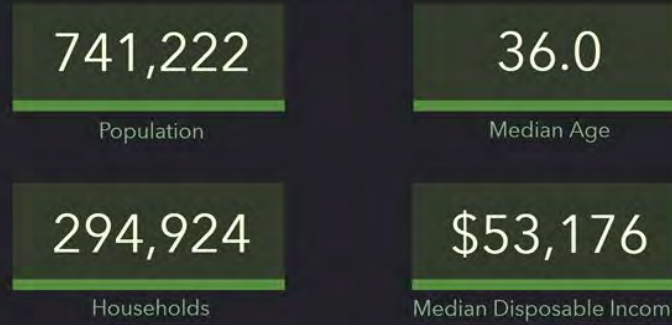 741,222
36.0
Population
Median Age
294,924
$53,176
Households
Median Disposable Incom